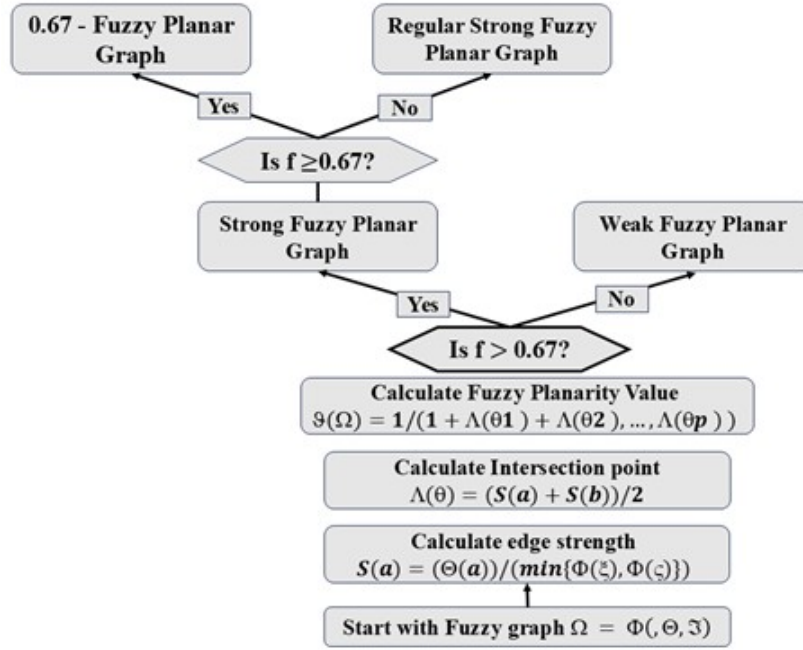 0.67 - Fuzzy Planar
Graph
Regular Strong Fuzzy
Planar Graph
Yes
No
Is f ≥0.67?
Strong Fuzzy Planar
Graph
Weak Fuzzy Planar
Graph
Yes
No
Is f > 0.67?
Calculate Fuzzy Planarity Value
ϑ(Ω) = 1/(1 + Λ(θ1 ) + Λ(θ2 ), ... , Λ(θp ) )
Calculate Intersection point
Λ(θ) = (S(a) + S(b))/2
Calculate edge strength
S(a) = (Θ(a))/(min{Φ(ξ), Φ(ς)})
Start with Fuzzy graph Ω = Φ(, Θ, ℑ)